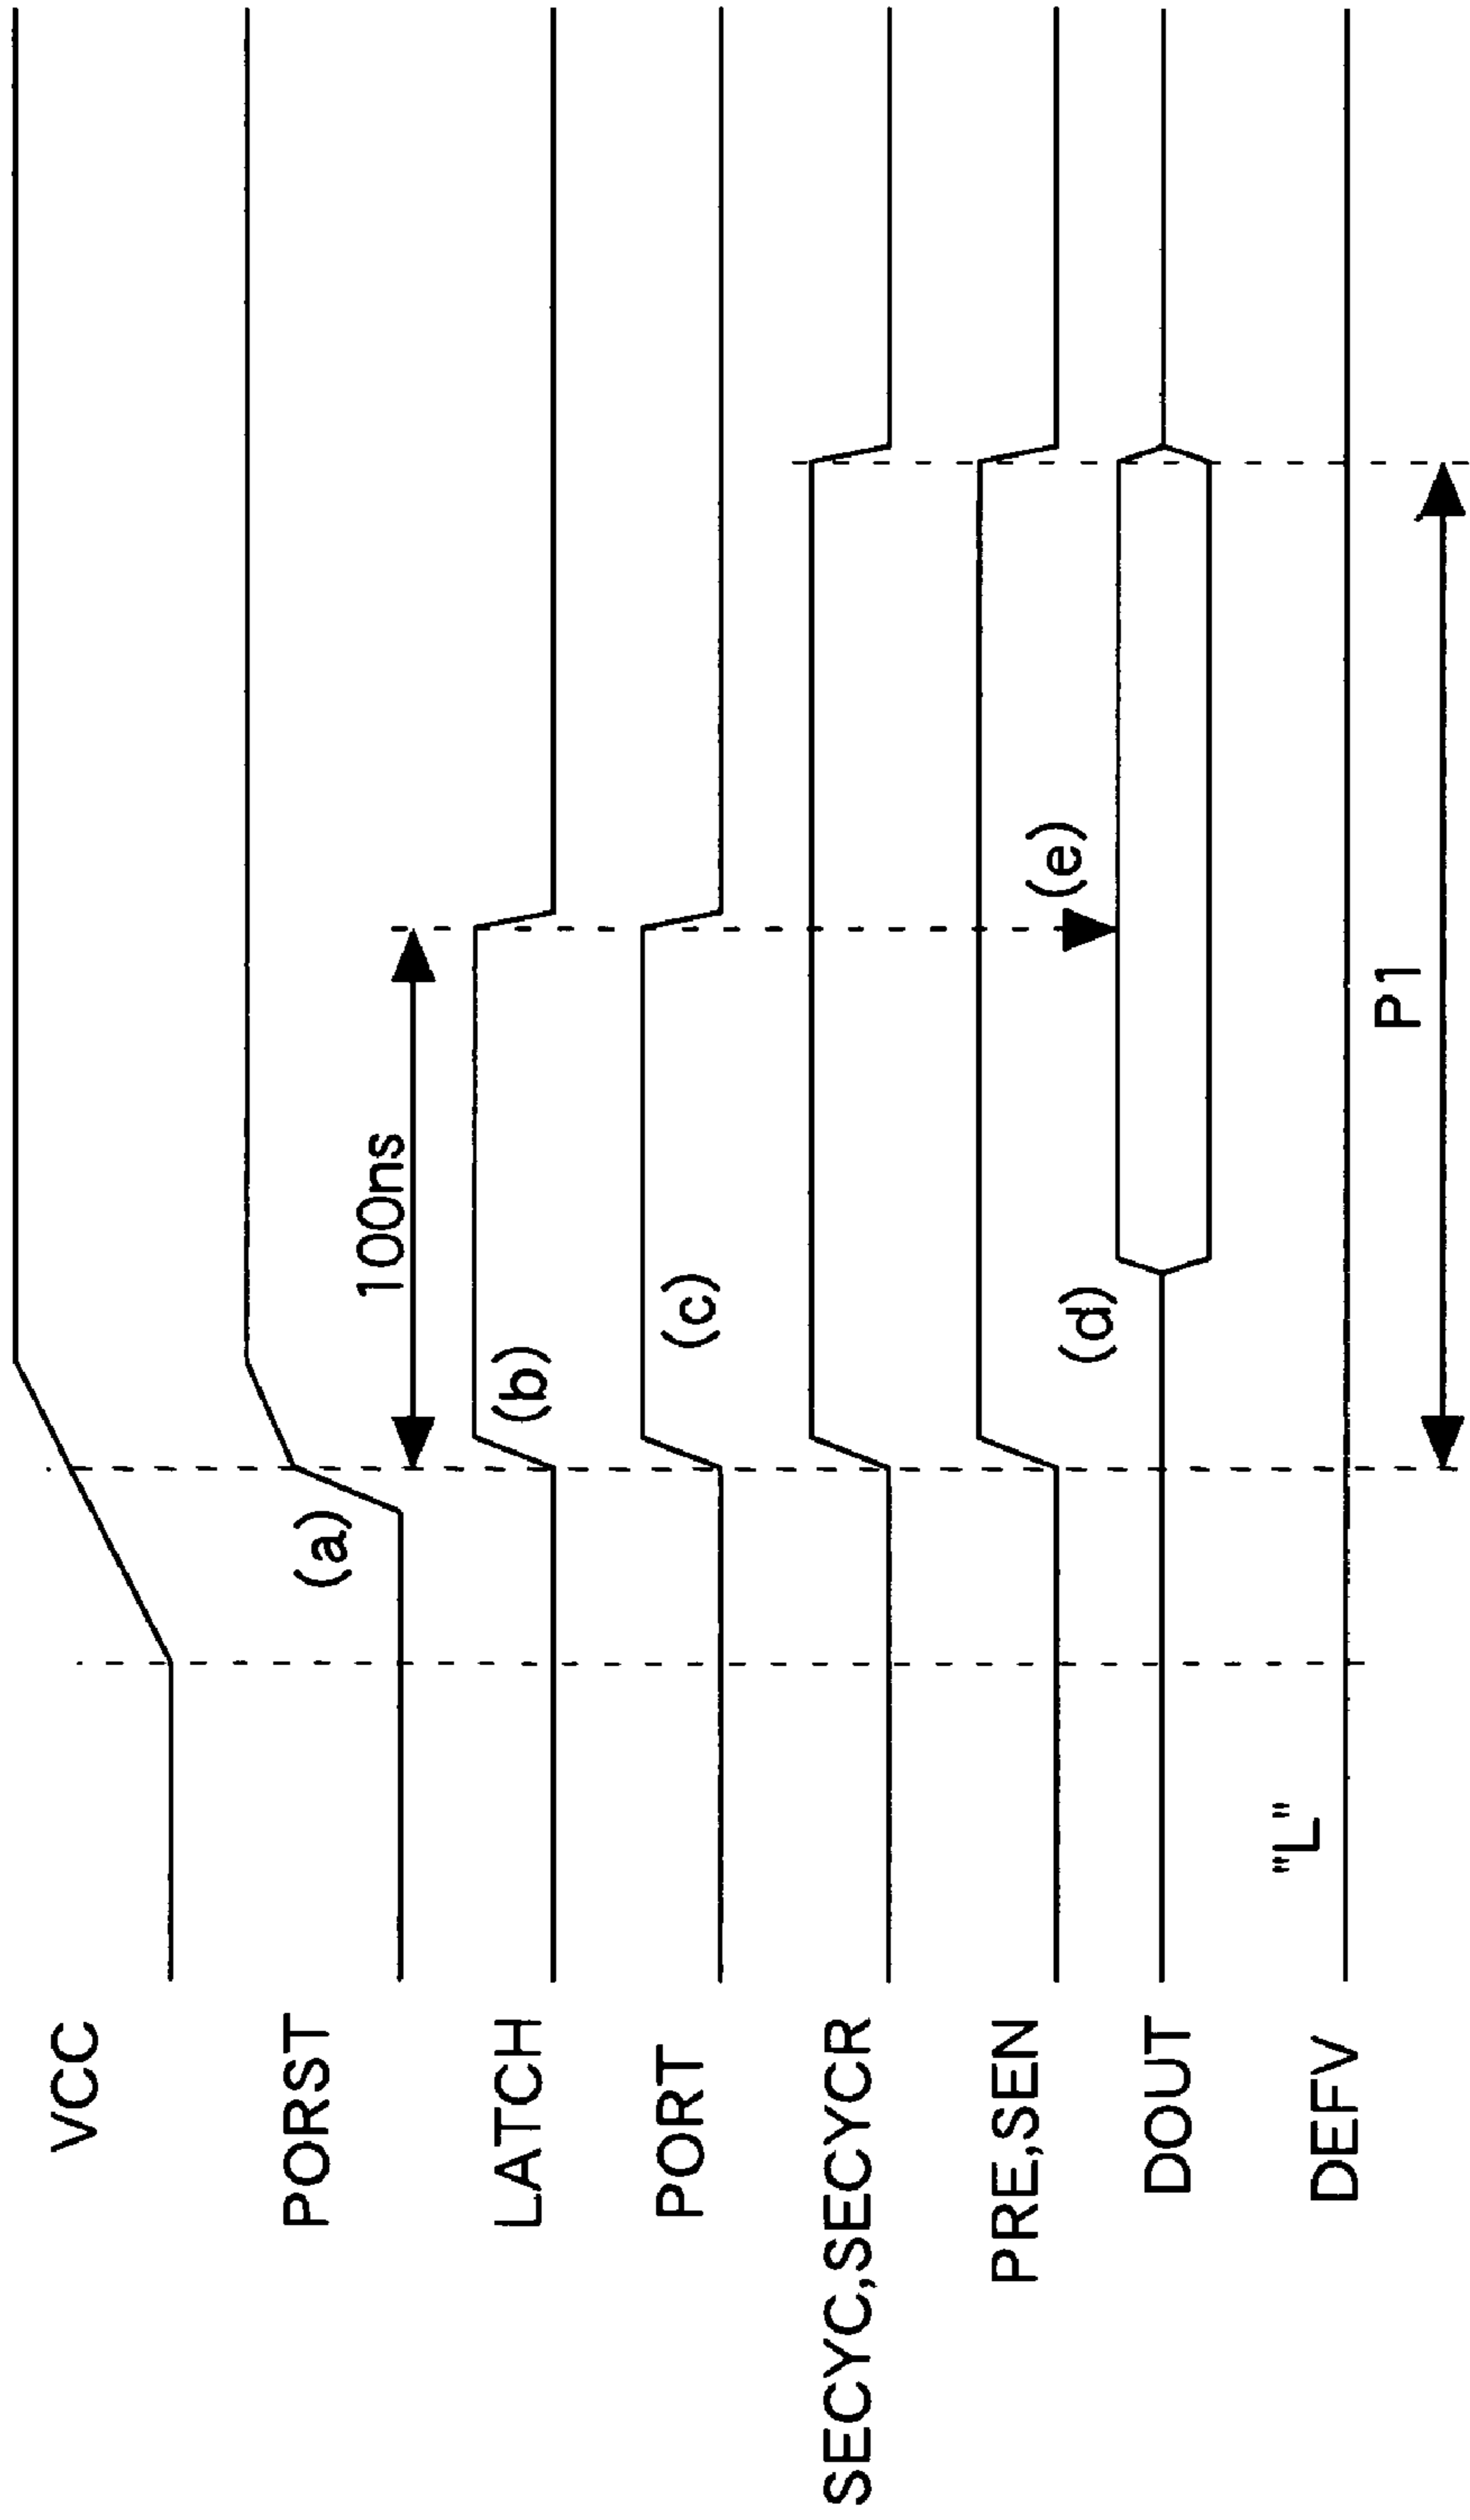 VCC
PORST
(a)
100ns
LATCH
(b)
PORT
(c)
SECYC,SECYCR
PRE,SEN
(e)
DOUT
(d)
DEFV
"L"
P1